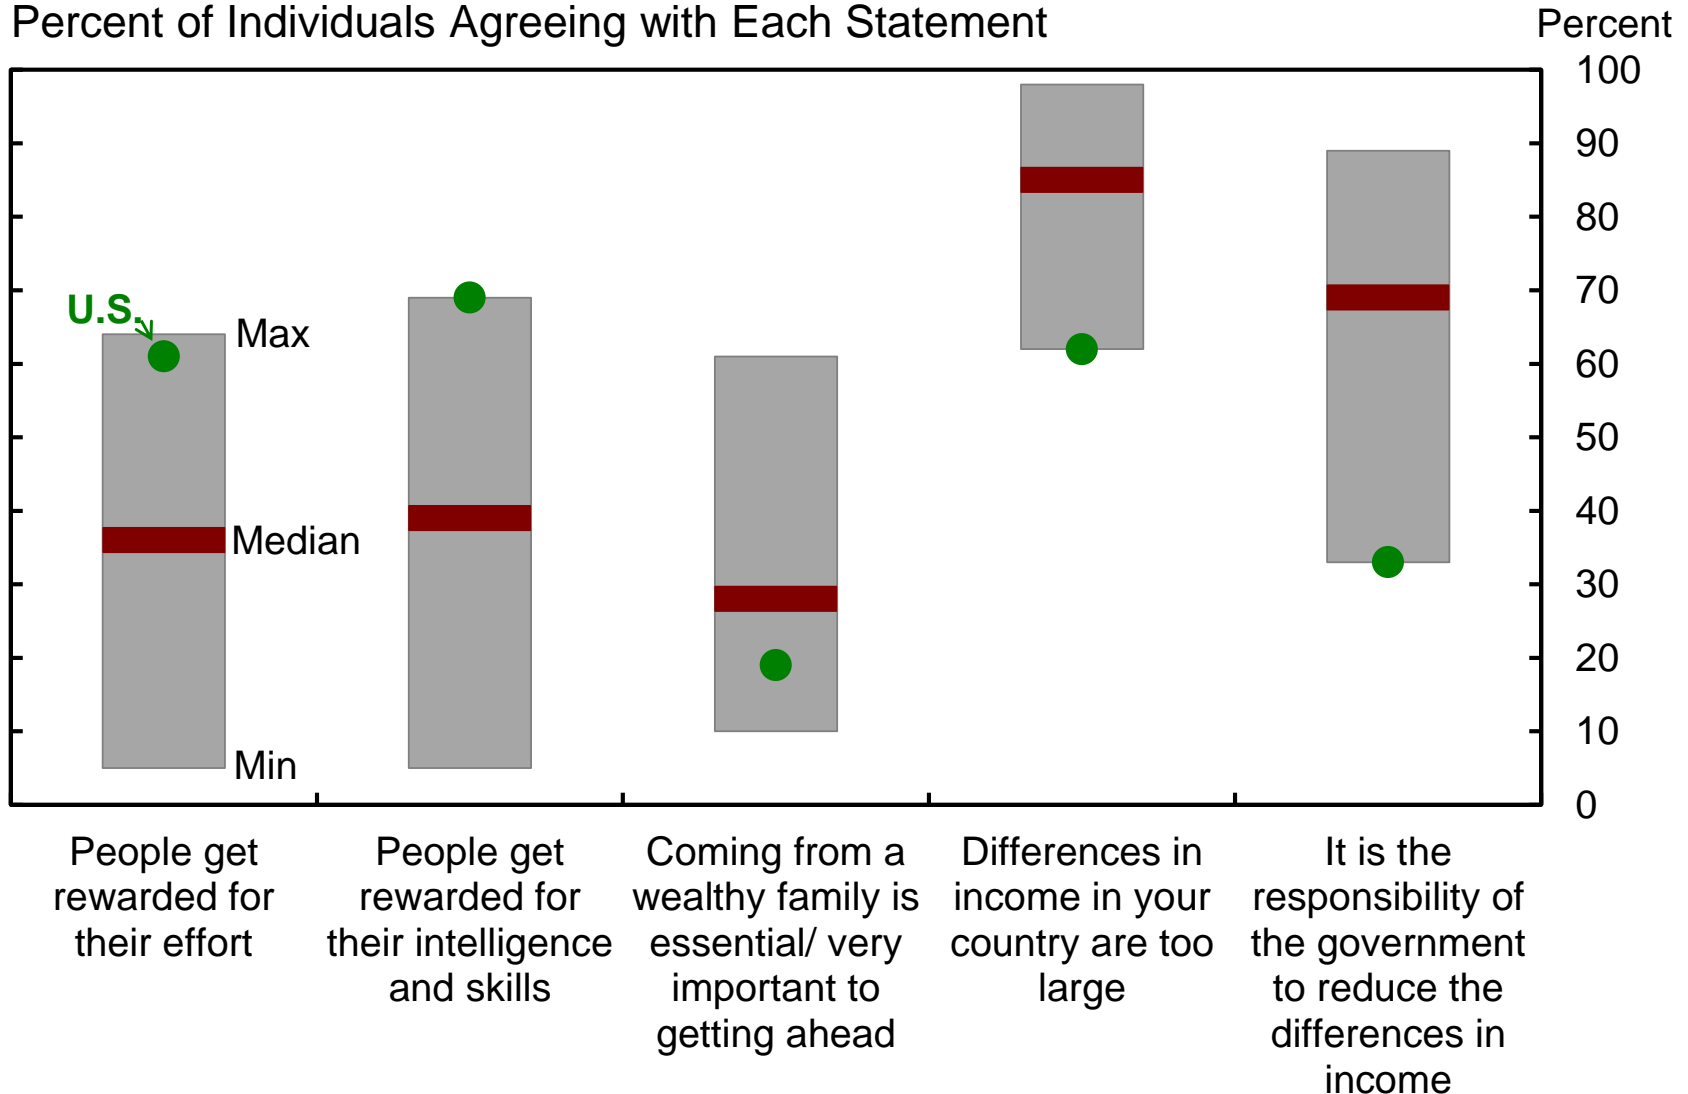 Percent of Individuals Agreeing with Each Statement
Percent
100
90
80
70
60
50
40
30
20
10
0
U.S.
Max
Median
Min
People get
rewarded for
their effort
People get
rewarded for
their intelligence
and skills
Coming from a
wealthy family is
essential/ very
important to
getting ahead
Differences in
income in your
country are too
large
It is the
responsibility of
the government
to reduce the
differences in
income